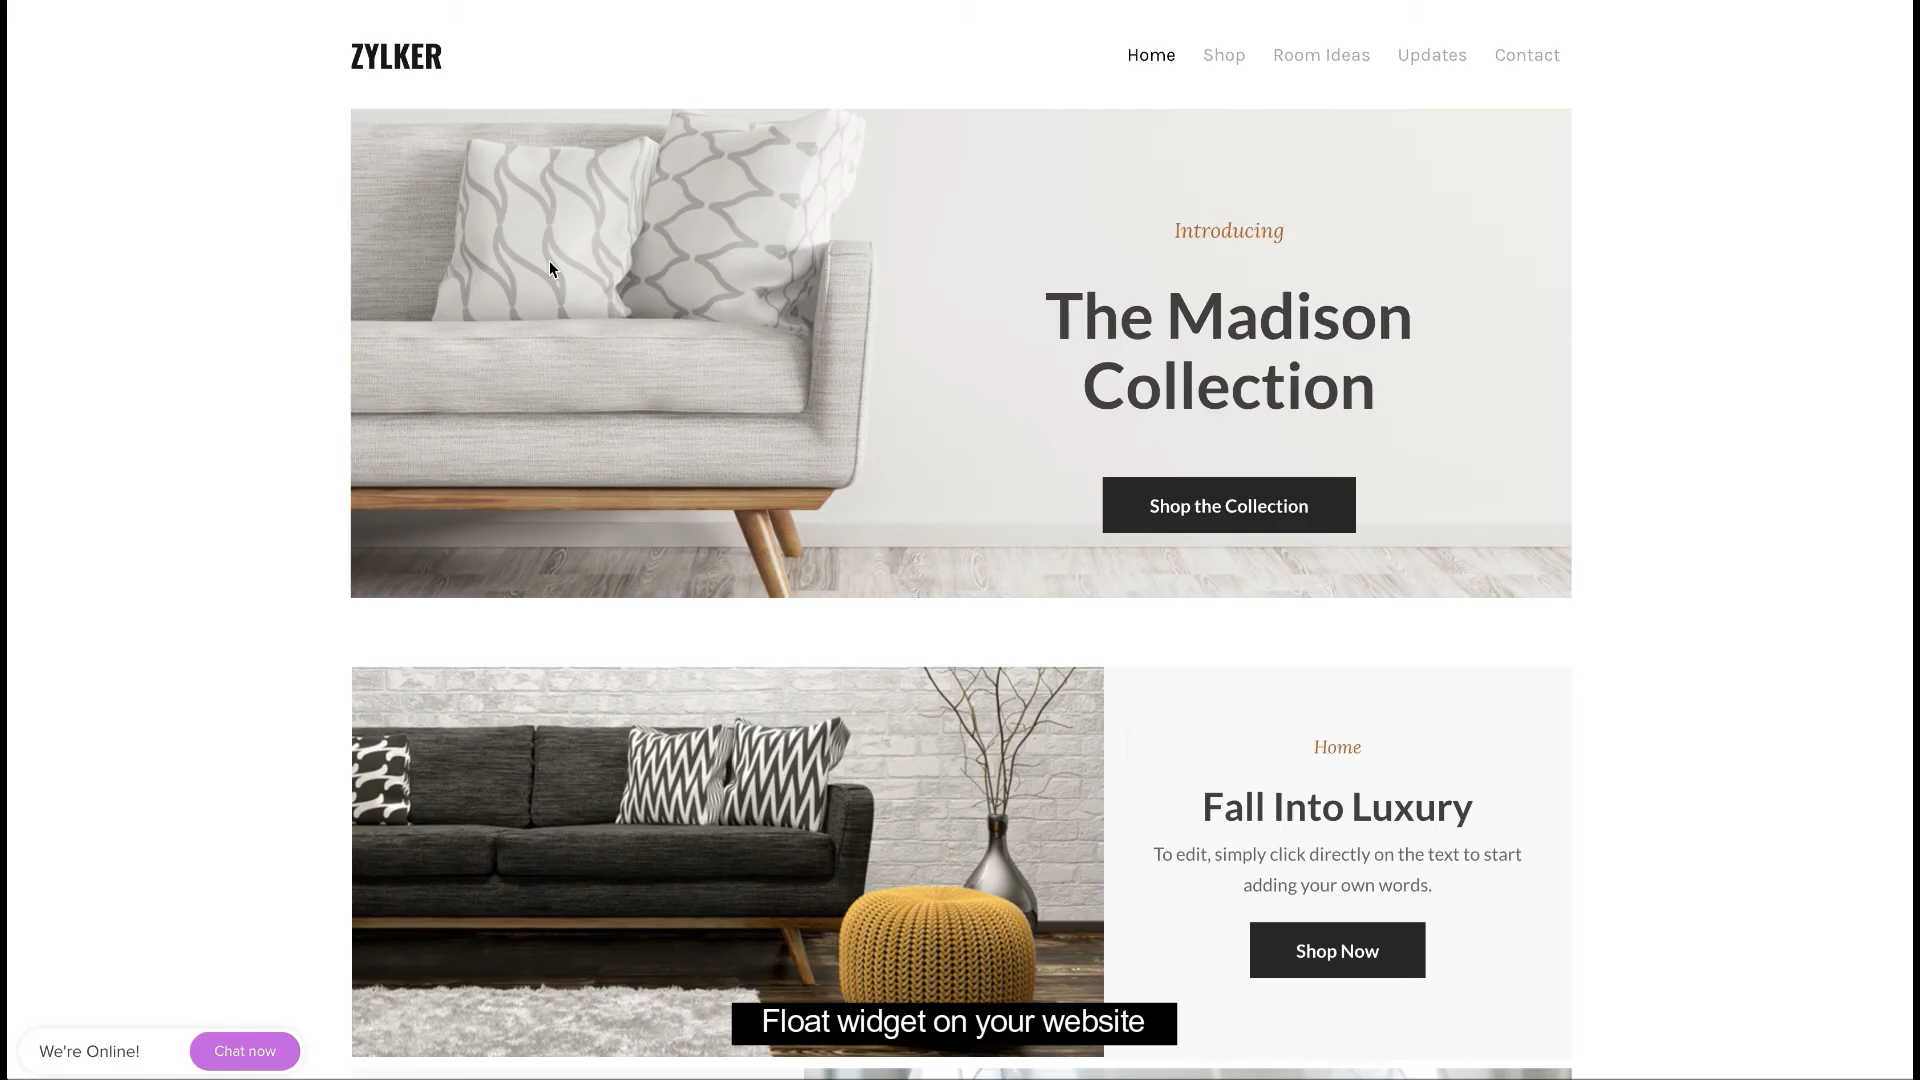 ZYLKER
Home Shop Room Ideas Updates Contact
Introducing
The Madison
Collection
Shop the Collection
Home
Fall Into Luxury
To edit, simply click directly on the text to start
adding your own words.
Shop Now
Float widget on your website
We're Online! Chat now